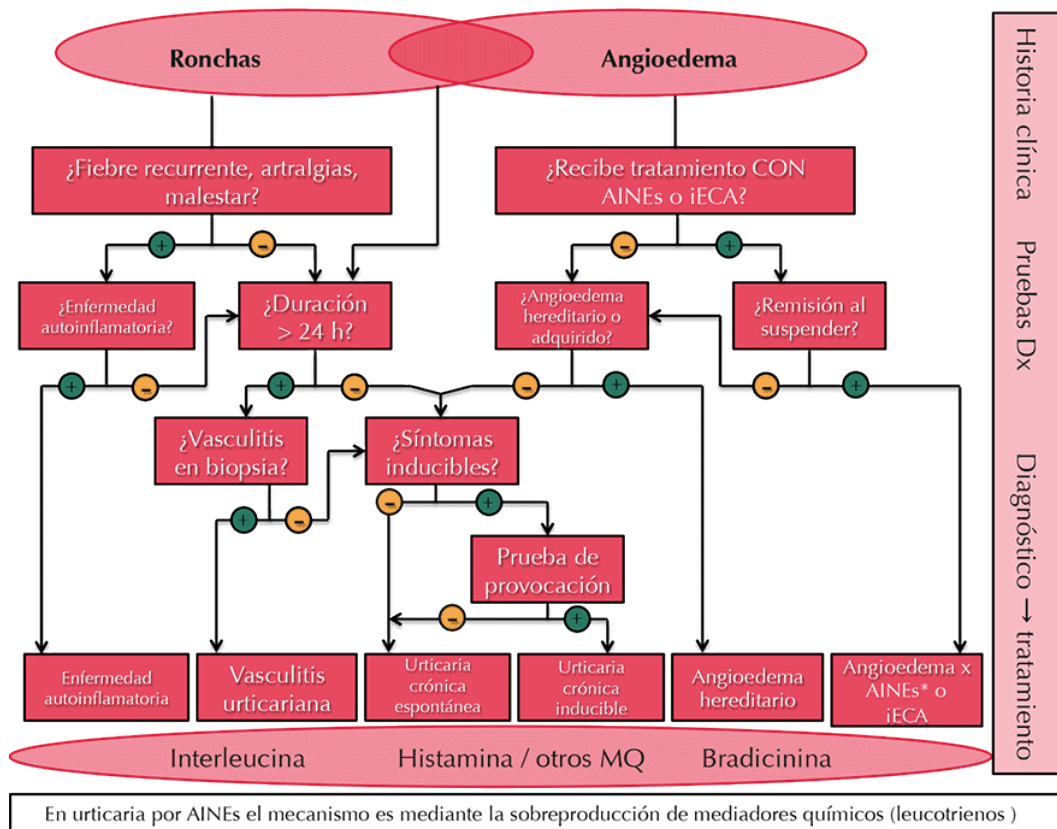 Ronchas
Angioedema
¿Fiebre recurrente, artralgias,
malestar?
¿Recibe tratamiento CON
AINEs o iECA?
+
-
-
+
¿Enfermedad
autoinflamatoria?
¿Duración
> 24 h?
¿Angioedema
hereditario o
adquirido?
¿Remisión al
suspender?
+
-
+
-
-
+
-
+
¿Vasculitis
en biopsia?
¿Síntomas
inducibles?
+
-
-
+
Prueba de
provocación
-
+
Enfermedad
autoinflamatoria
Vasculitis
urticariana
Urticaria
crónica
espontánea
Urticaria
crónica
inducible
Angioedema
hereditario
Angioedema x
AINEs* o
iECA
Interleucina
Histamina / otros MQ
Bradicinina
Historia clínica
Pruebas Dx
Diagnóstico → tratamiento
En urticaria por AINEs el mecanismo es mediante la sobreproducción de mediadores químicos (leucotrienos )